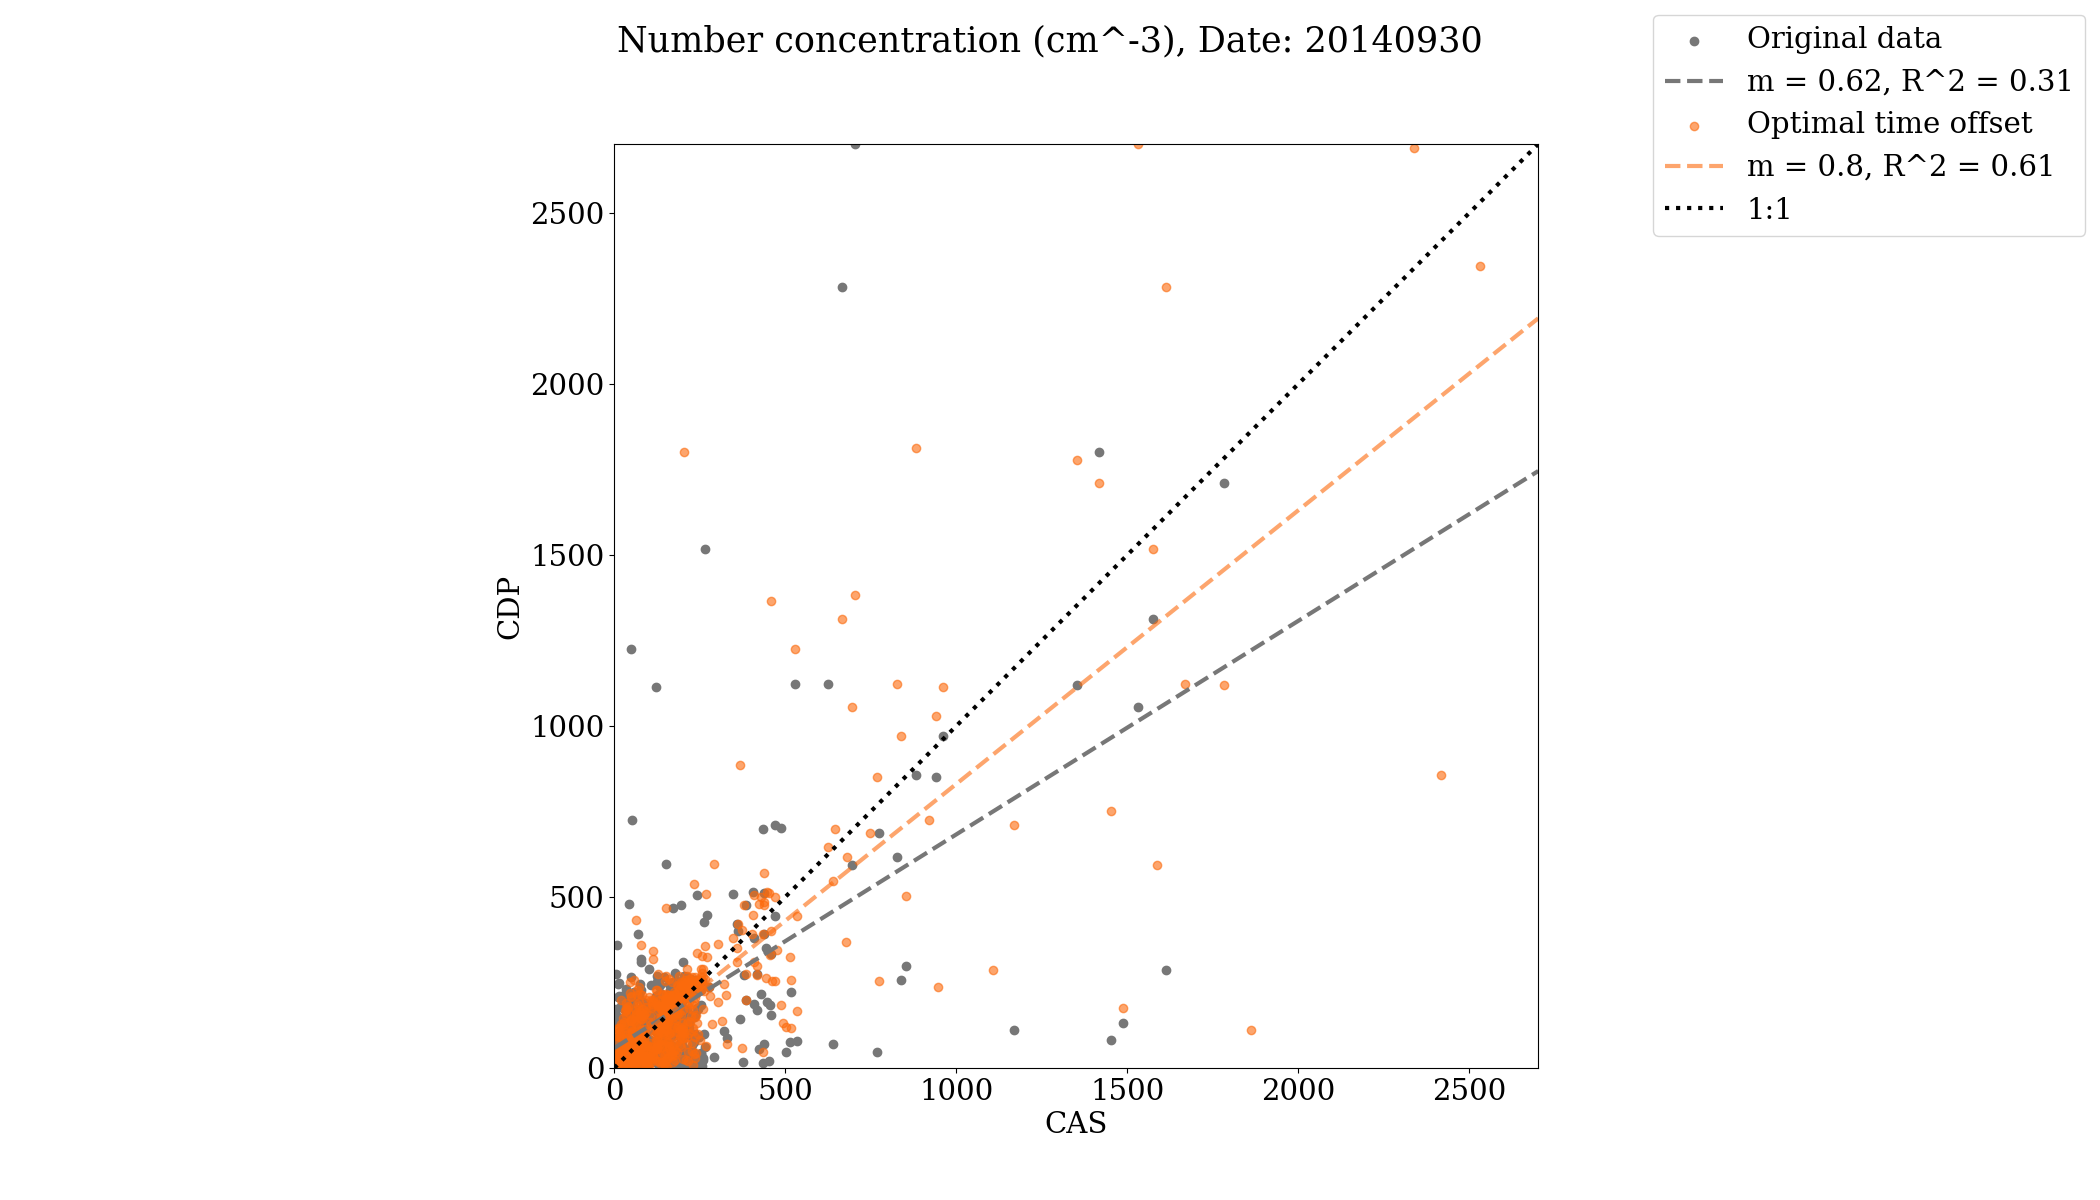 Number concentration (cm^-3), Date: 20140930
Original data
m = 0.62, R^2 = 0.31
Optimal time offset
m = 0.8, R^2 = 0.61
1:1
2500
2000
1500
1000
500
0
CDP
0 500 1000 1500 2000 2500
CAS